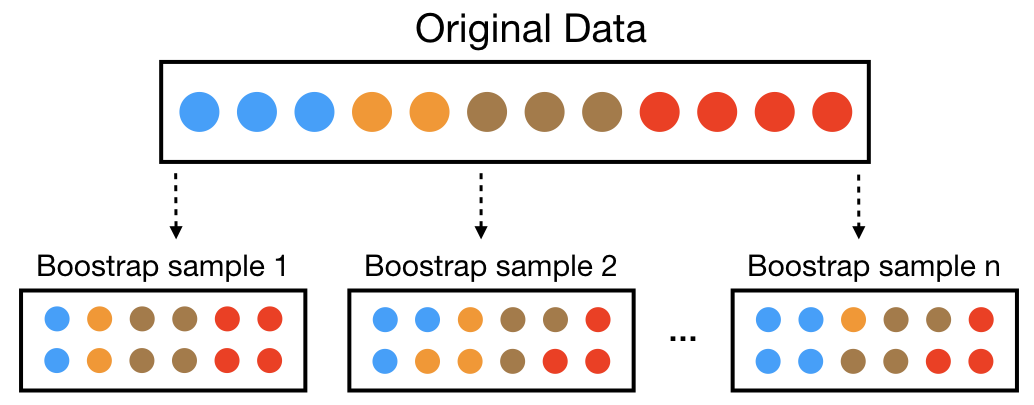 Original Data
Boostrap sample 1
Boostrap sample 2
Boostrap sample n
...